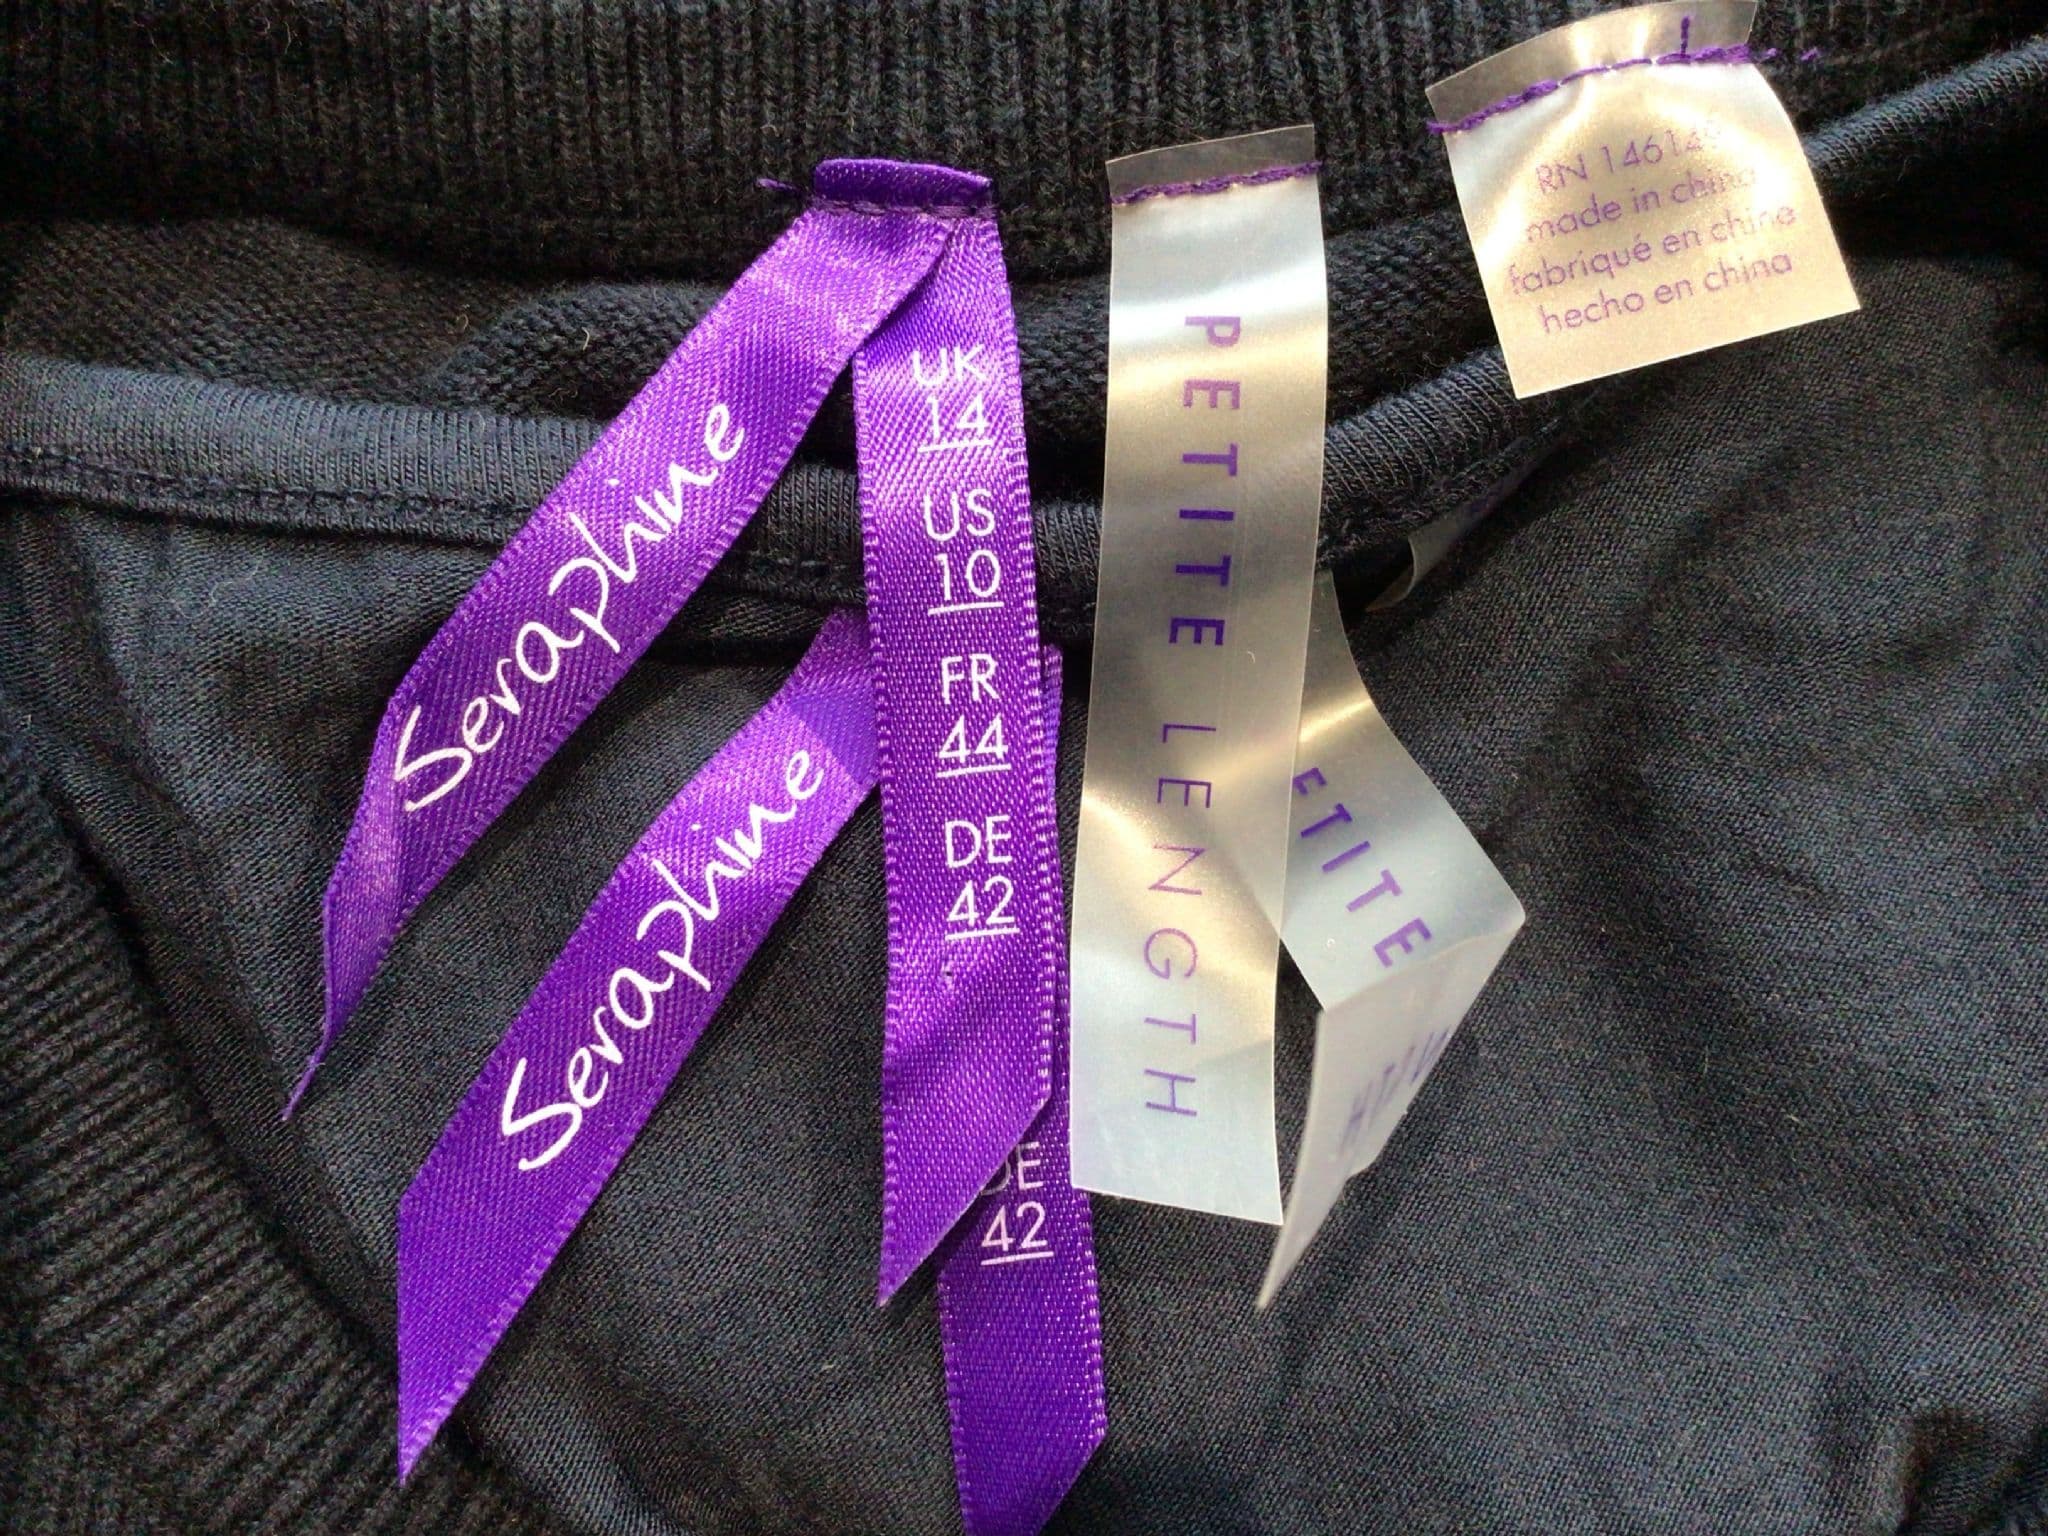 Seraphine
UK
14
US
10
FR
44
DE
42
PETITE LENGTH
made in china
fabriqué en chine
hecho en china
Seraphine
DE
42
ETITE